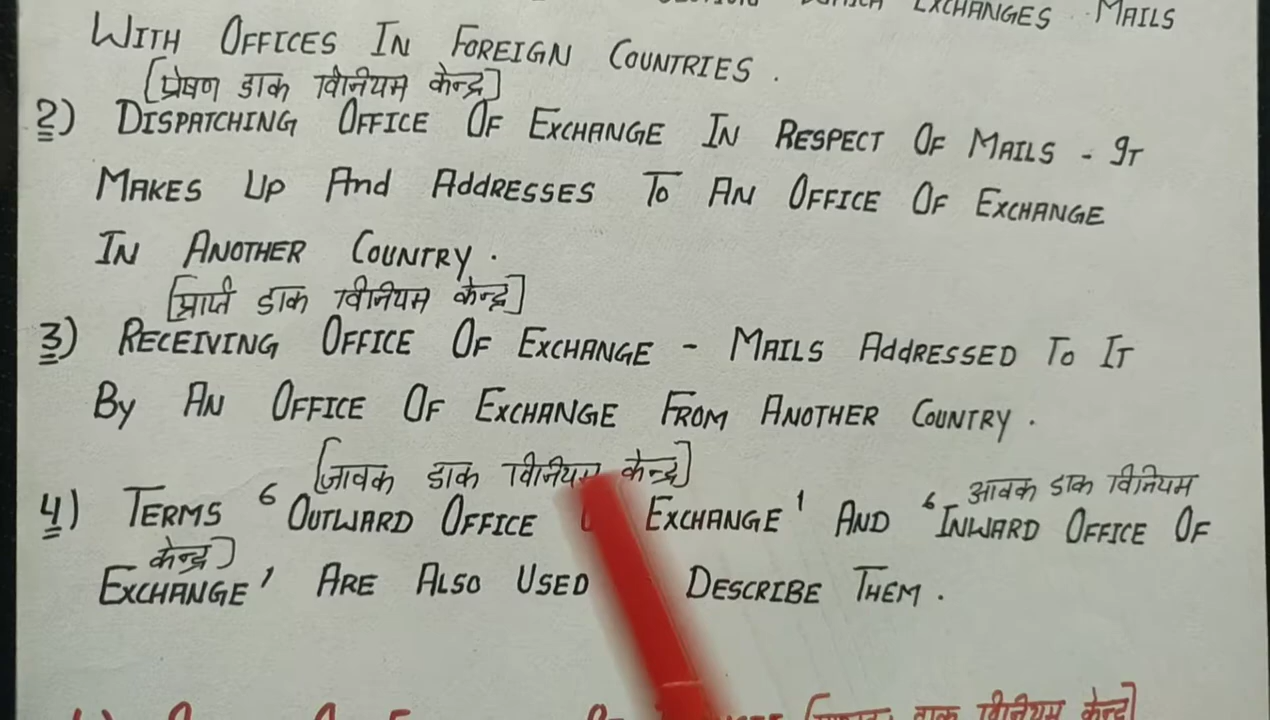 EXCHANGES MAILS
WITH OFFICES IN FOREIGN COUNTRIES.
[प्रेषण डाक विनियम केन्द्र]
2) DISPATCHING OFFICE OF EXCHANGE IN RESPECT OF MAILS - IT
MAKES UP AND ADDRESSES TO AN OFFICE OF EXCHANGE
IN ANOTHER COUNTRY.
[प्राप्त डाक विनियम केन्द्र]
3) RECEIVING OFFICE OF EXCHANGE - MAILS ADDRESSED TO IT
BY AN OFFICE OF EXCHANGE FROM ANOTHER COUNTRY.
[जावक डाक विनियम केन्द्र] आवक डाक विनियम
4) TERMS ‘OUTWARD OFFICE EXCHANGE’ AND ‘INWARD OFFICE OF
केन्द्र]
EXCHANGE’ ARE ALSO USED DESCRIBE THEM.
डाक विनियम केन्द्र]